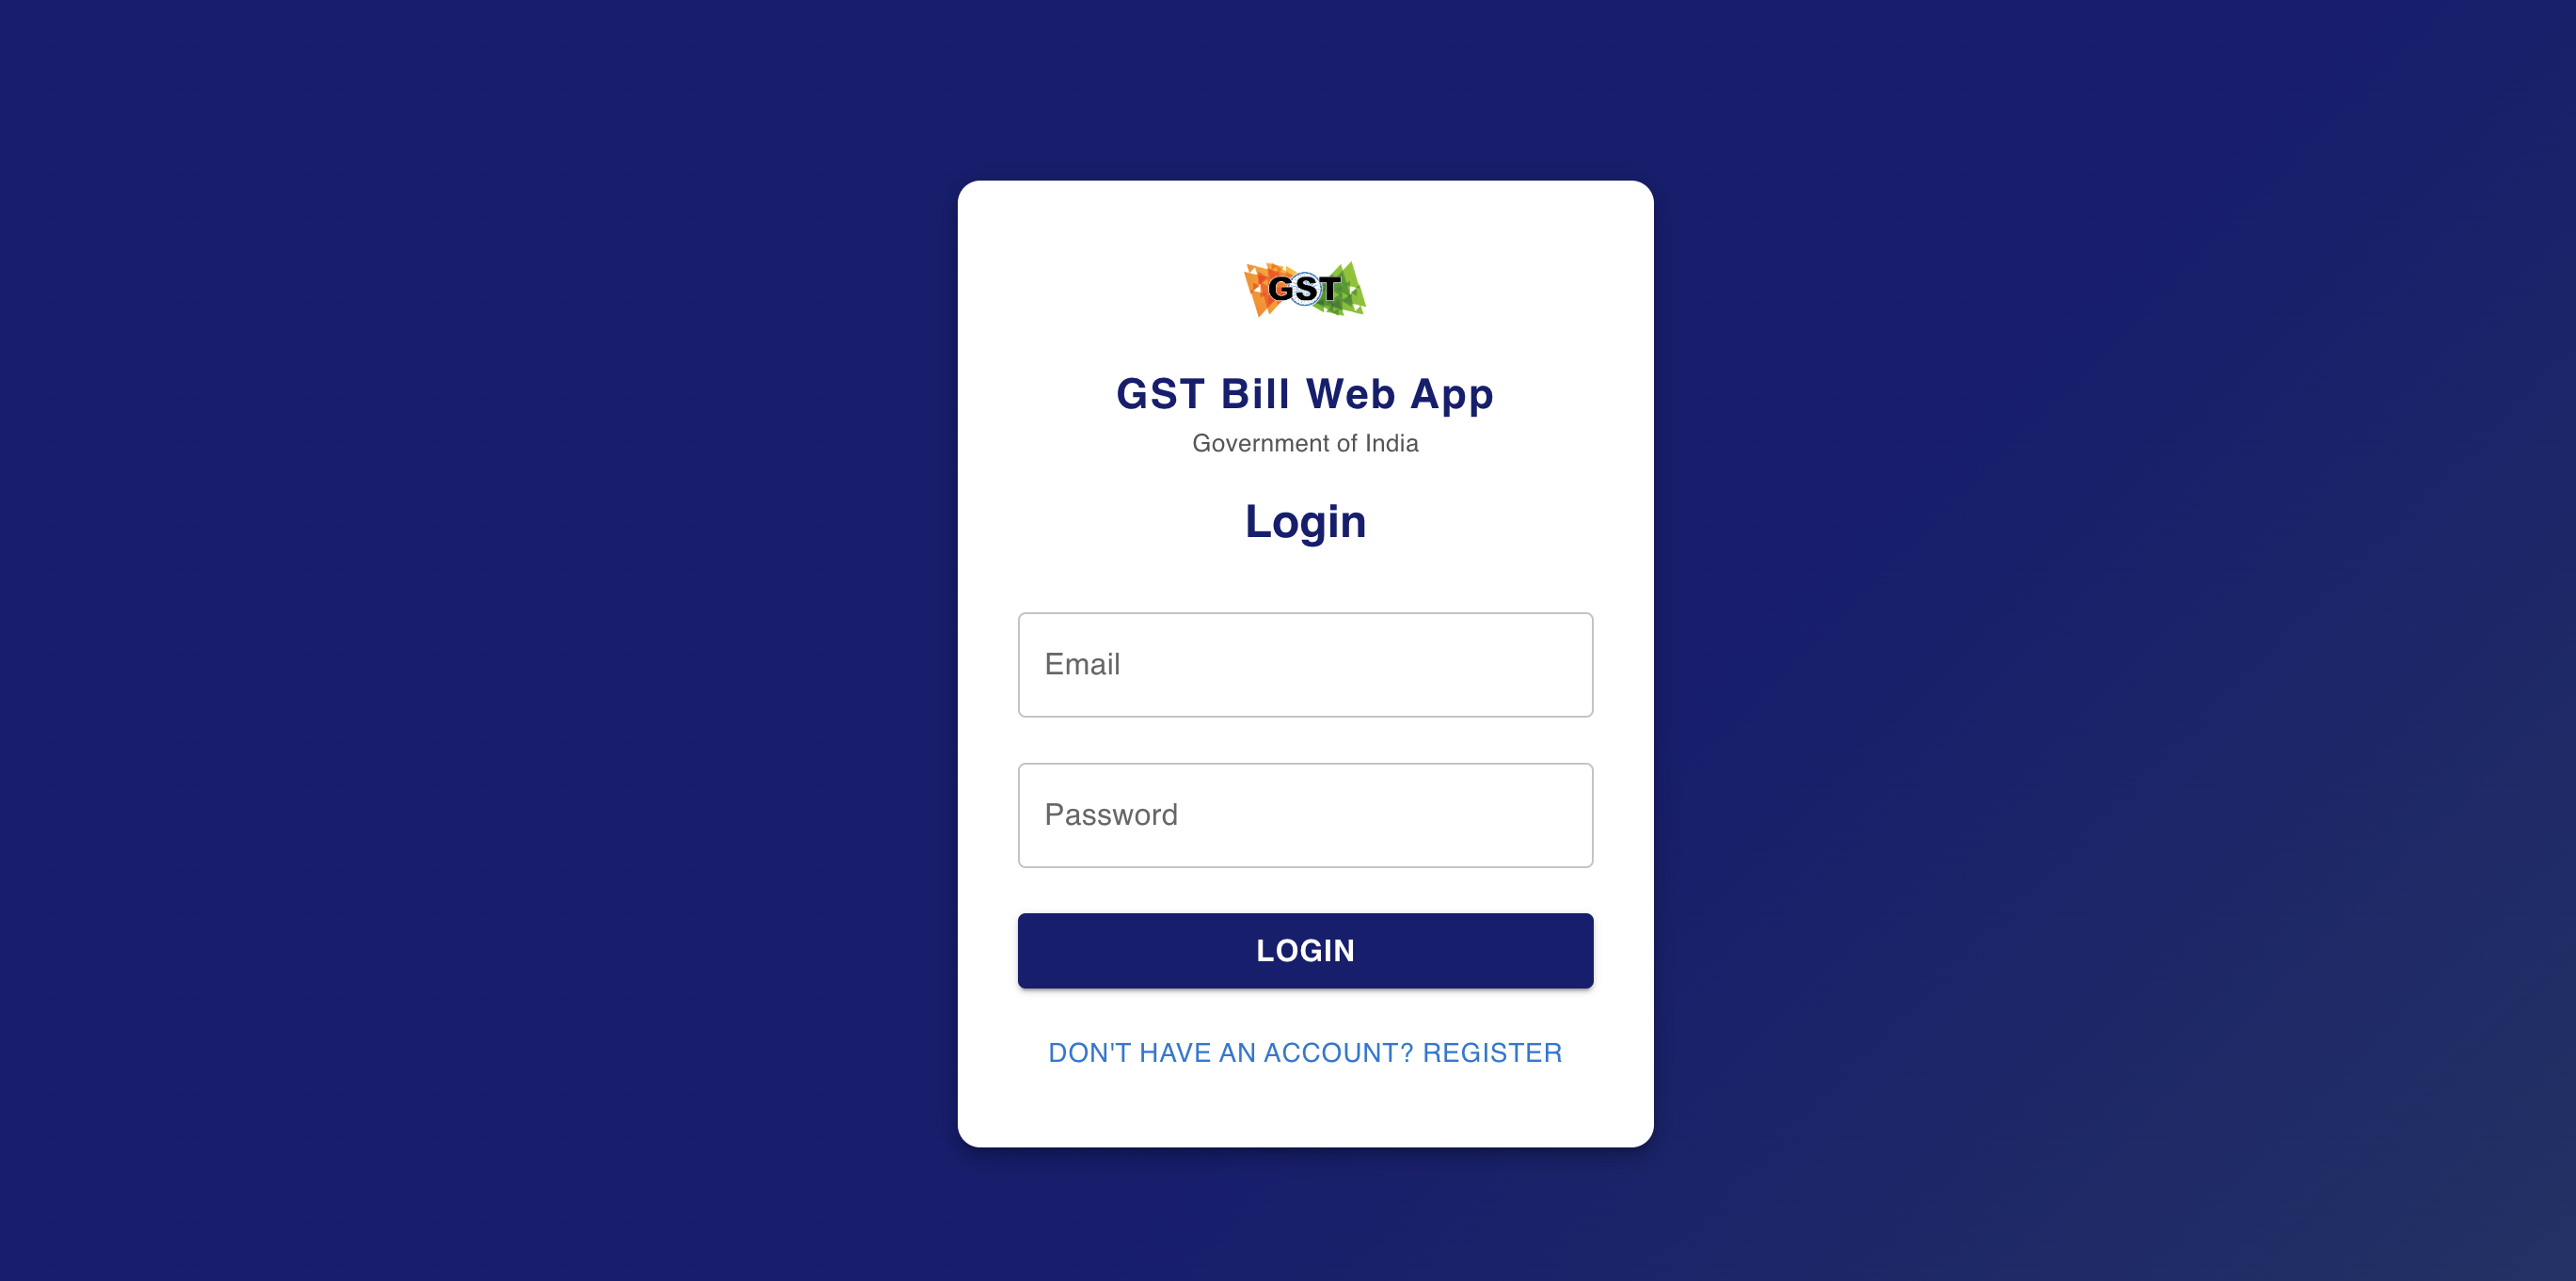 GST
GST Bill Web App
Government of India
Login
Email
Password
LOGIN
DON'T HAVE AN ACCOUNT? REGISTER